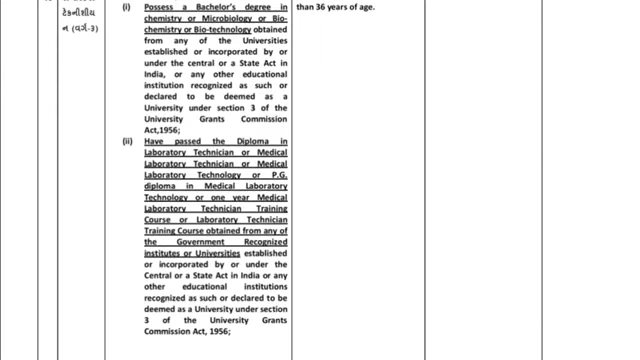 ટેકનીશીય
ન (વર્ગ-૩)
(i) Possess a Bachelor's degree in
chemistry or Microbiology or Bio-
chemistry or Bio-technology obtained
from any of the Universities
established or incorporated by or
under the central or a State Act in
India, or any other educational
institution recognized as such or
declared to be deemed as a
University under section 3 of the
University Grants Commission
Act,1956;
(ii) Have passed the Diploma in
Laboratory Technician or Medical
Laboratory Technician or Medical
Laboratory Technology or P.G.
diploma in Medical Laboratory
Technology or one year Medical
Laboratory Technician Training
Course or Laboratory Technician
Training Course obtained from any of
the Government Recognized
institutes or Universities established
or incorporated by or under the
Central or a State Act in India or any
other educational institutions
recognized as such or declared to be
deemed as a University under section
3 of the University Grants
Commission Act, 1956;
than 36 years of age.